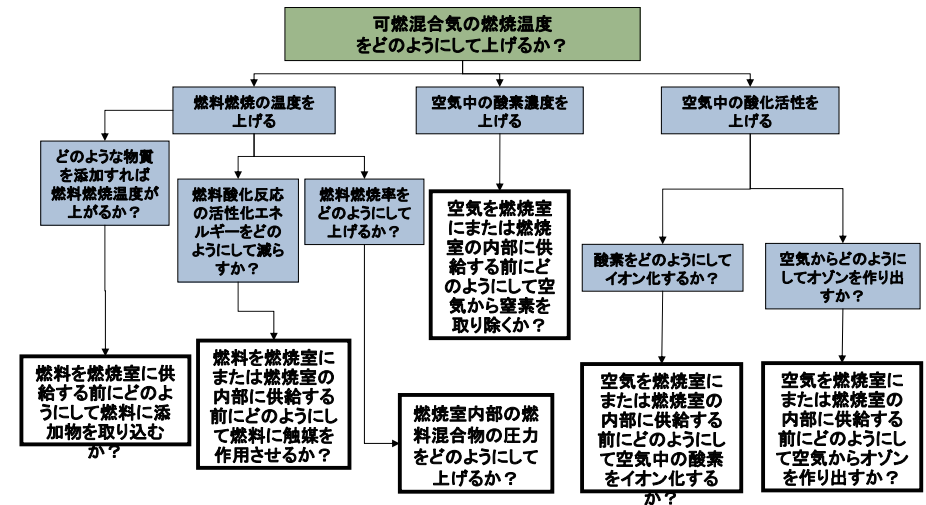 可燃混合気の燃焼温度
をどのようにして上げるか？
燃料燃焼の温度を
上げる
空気中の酸素濃度を
上げる
空気中の酸化活性を
上げる
どのような物質
を添加すれば
燃料燃焼温度が
上がるか？
燃料酸化反応
の活性化エネ
ルギーをどの
ようにして減ら
すか？
燃料燃焼率を
どのようにして
上げるか？
空気を燃焼室
にまたは燃焼
室の内部に供
給する前にど
のようにして空
気から窒素を
取り除くか？
酸素をどのようにして
イオン化するか？
空気からどのように
してオゾンを作り出
すか？
燃料を燃焼室に供
給する前にどのよ
うにして燃料に添
加物を取り込む
か？
燃料を燃焼室に
または燃焼室の
内部に供給する
前にどのようにし
て燃料に触媒を
作用させるか？
燃焼室内部の燃
料混合物の圧力
をどのようにして
上げるか？
空気を燃焼室に
または燃焼室の
内部に供給する
前にどのようにし
て空気中の酸素
をイオン化する
か？
空気を燃焼室に
または燃焼室の
内部に供給する
前にどのようにし
て空気からオゾン
を作り出すか？